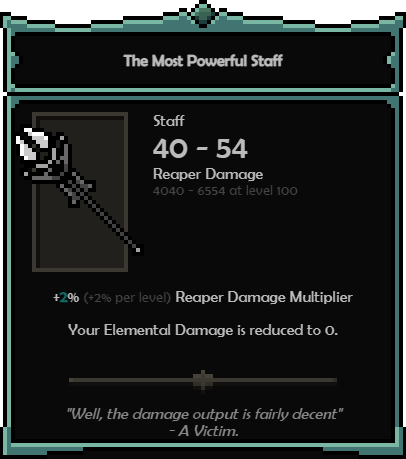 The Most Powerful Staff
Staff
40 - 54
Reaper Damage
4040 - 6554 at level 100
+2% (+2% per level) Reaper Damage Multiplier
Your Elemental Damage is reduced to 0.
"Well, the damage output is fairly decent"
- A Victim.